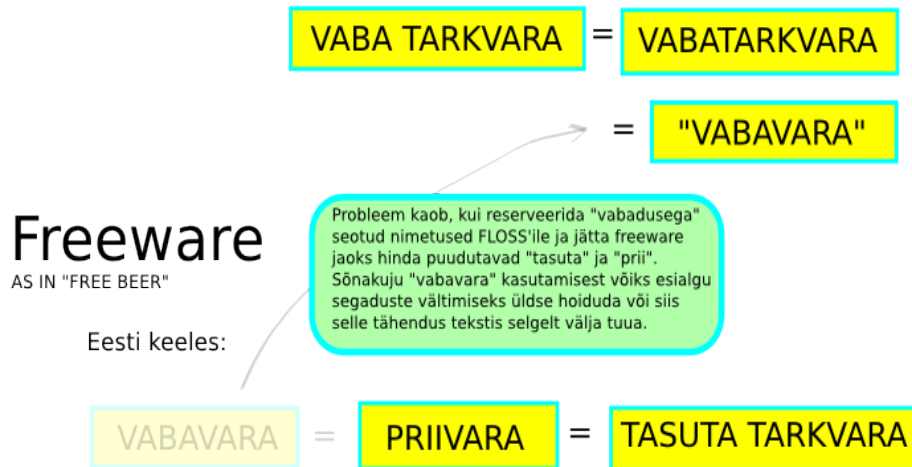 VABA TARKVARA = VABATARKVARA
= "VABAVARA"
Freeware
AS IN "FREE BEER"
Probleem kaob, kui reserveerida "vabadusega"
seotud nimetused FLOSS'ile ja jätta freeware
jaoks hinda puudutavad "tasuta" ja "prii".
Sõnakuju "vabavara" kasutamisest võiks esialgu
segaduste vältimiseks üldse hoiduda või siis
selle tähendus tekstis selgelt välja tuua.
Eesti keeles:
VABAVARA = PRIIVARA = TASUTA TARKVARA